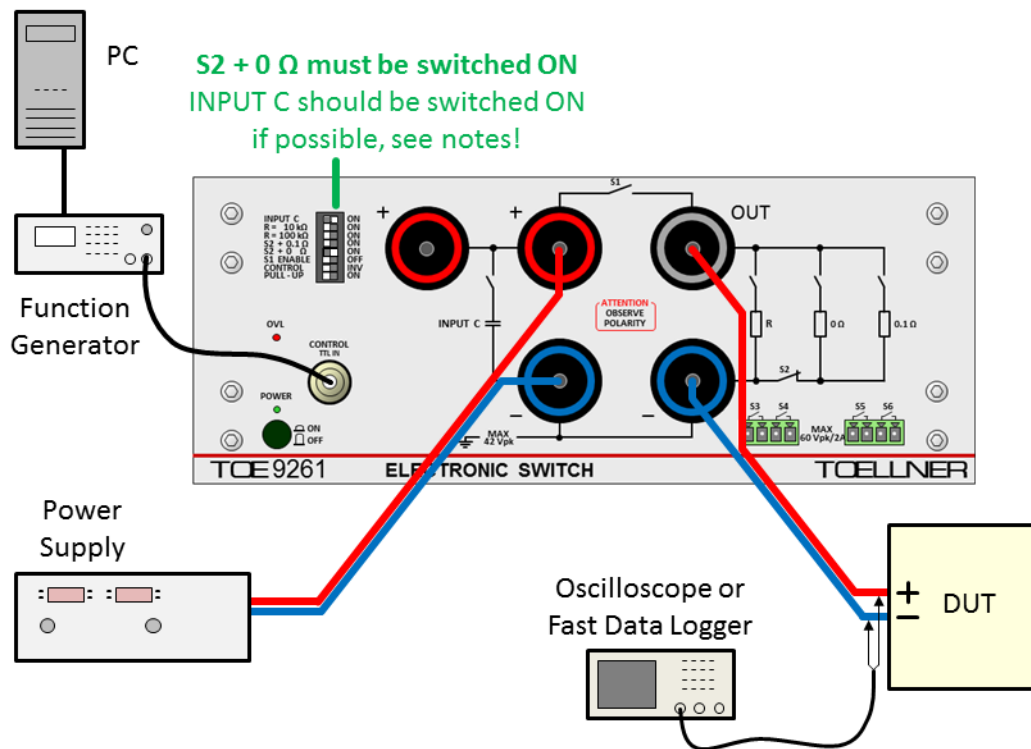 PC
S2 + 0 Ω must be switched ON
INPUT C should be switched ON
if possible, see notes!
Function
Generator
INPUT C ON
R = 10 kΩ ON
R = 100 kΩ ON
S2 + 0.1 Ω ON
S2 + 0 Ω ON
S1 ENABLE OFF
CONTROL INV
PULL - UP ON
OVL
CONTROL
TTL IN
POWER
ON
OFF
+
+
S1
OUT
INPUT C
ATTENTION
OBSERVE
POLARITY
R
0 Ω
0.1 Ω
S2
–
–
MAX
42 Vpk
S3 S4
MAX
60 Vpk/2A
S5 S6
TOE 9261 ELECTRONIC SWITCH TOELLNER
Power
Supply
Oscilloscope or
Fast Data Logger
+
–
DUT